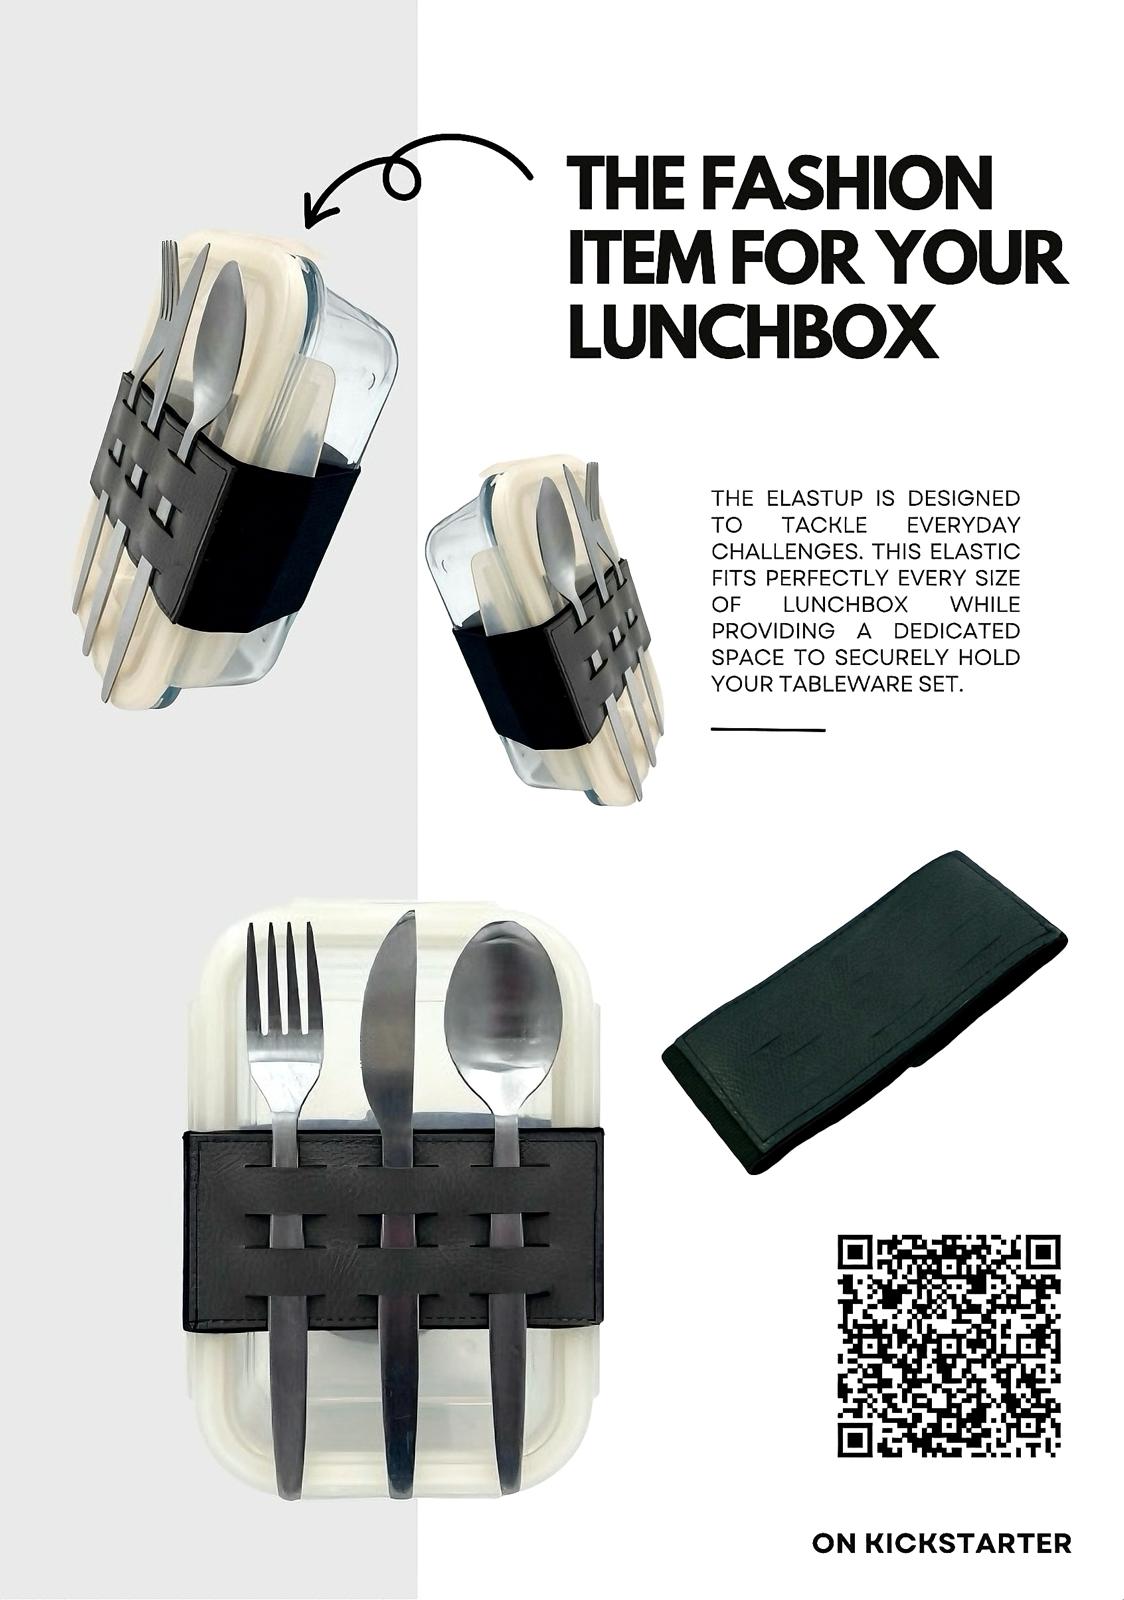 THE FASHION
ITEM FOR YOUR
LUNCHBOX
THE ELASTUP IS DESIGNED
TO TACKLE EVERYDAY
CHALLENGES. THIS ELASTIC
FITS PERFECTLY EVERY SIZE
OF LUNCHBOX WHILE
PROVIDING A DEDICATED
SPACE TO SECURELY HOLD
YOUR TABLEWARE SET.
ON KICKSTARTER